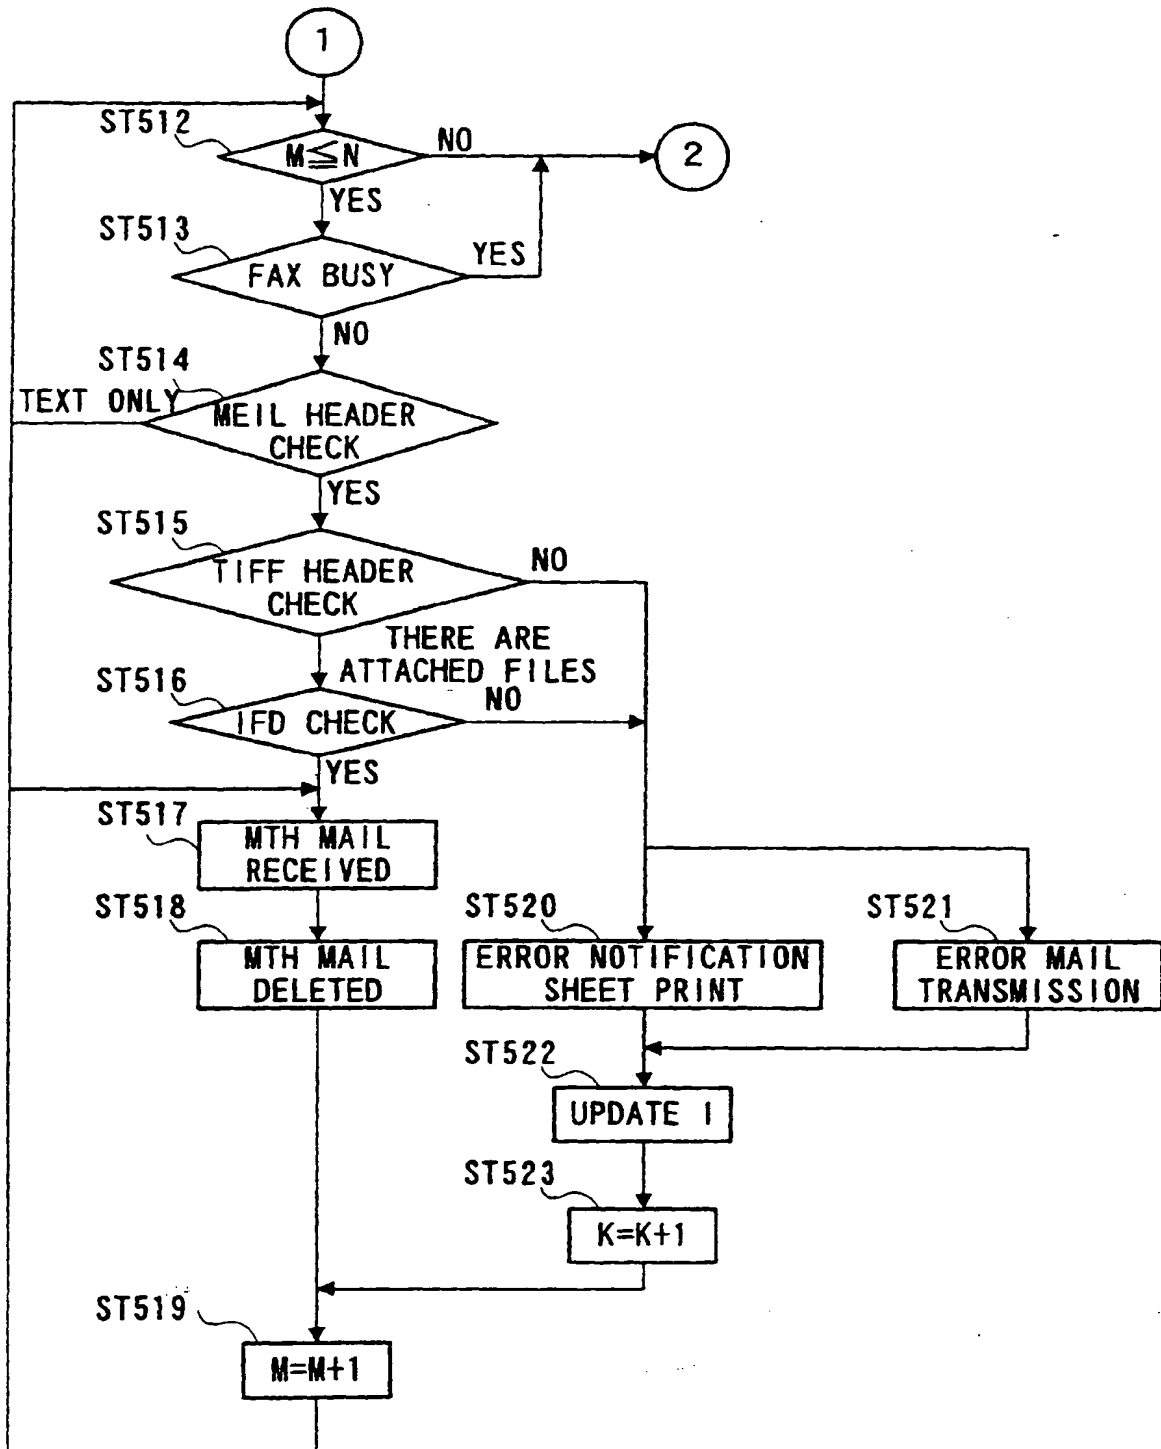 1
ST512
M≦N
NO
2
YES
ST513
FAX BUSY
YES
NO
ST514
TEXT ONLY
MEIL HEADER
CHECK
YES
ST515
TIFF HEADER
CHECK
NO
THERE ARE
ATTACHED FILES
ST516
IFD CHECK
NO
YES
ST517
MTH MAIL
RECEIVED
ST518
MTH MAIL
DELETED
ST520
ERROR NOTIFICATION
SHEET PRINT
ST521
ERROR MAIL
TRANSMISSION
ST522
UPDATE I
ST523
K=K+1
ST519
M=M+1